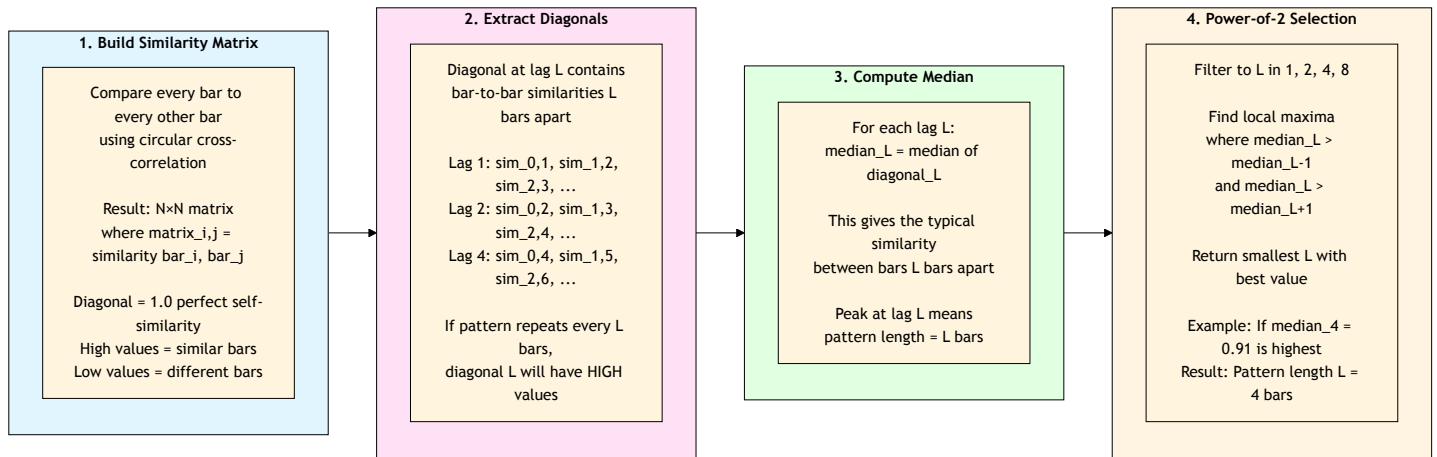 1. Build Similarity Matrix
Compare every bar to
every other bar
using circular cross-
correlation
Result: N×N matrix
where matrix_i,j =
similarity bar_i, bar_j
Diagonal = 1.0 perfect self-
similarity
High values = similar bars
Low values = different bars
2. Extract Diagonals
Diagonal at lag L contains
bar-to-bar similarities L
bars apart
Lag 1: sim_0,1, sim_1,2,
sim_2,3, ...
Lag 2: sim_0,2, sim_1,3,
sim_2,4, ...
Lag 4: sim_0,4, sim_1,5,
sim_2,6, ...
If pattern repeats every L
bars,
diagonal L will have HIGH
values
3. Compute Median
For each lag L:
median_L = median of
diagonal_L
This gives the typical
similarity
between bars L bars apart
Peak at lag L means
pattern length = L bars
4. Power-of-2 Selection
Filter to L in 1, 2, 4, 8
Find local maxima
where median_L >
median_L-1
and median_L >
median_L+1
Return smallest L with
best value
Example: If median_4 =
0.91 is highest
Result: Pattern length L =
4 bars